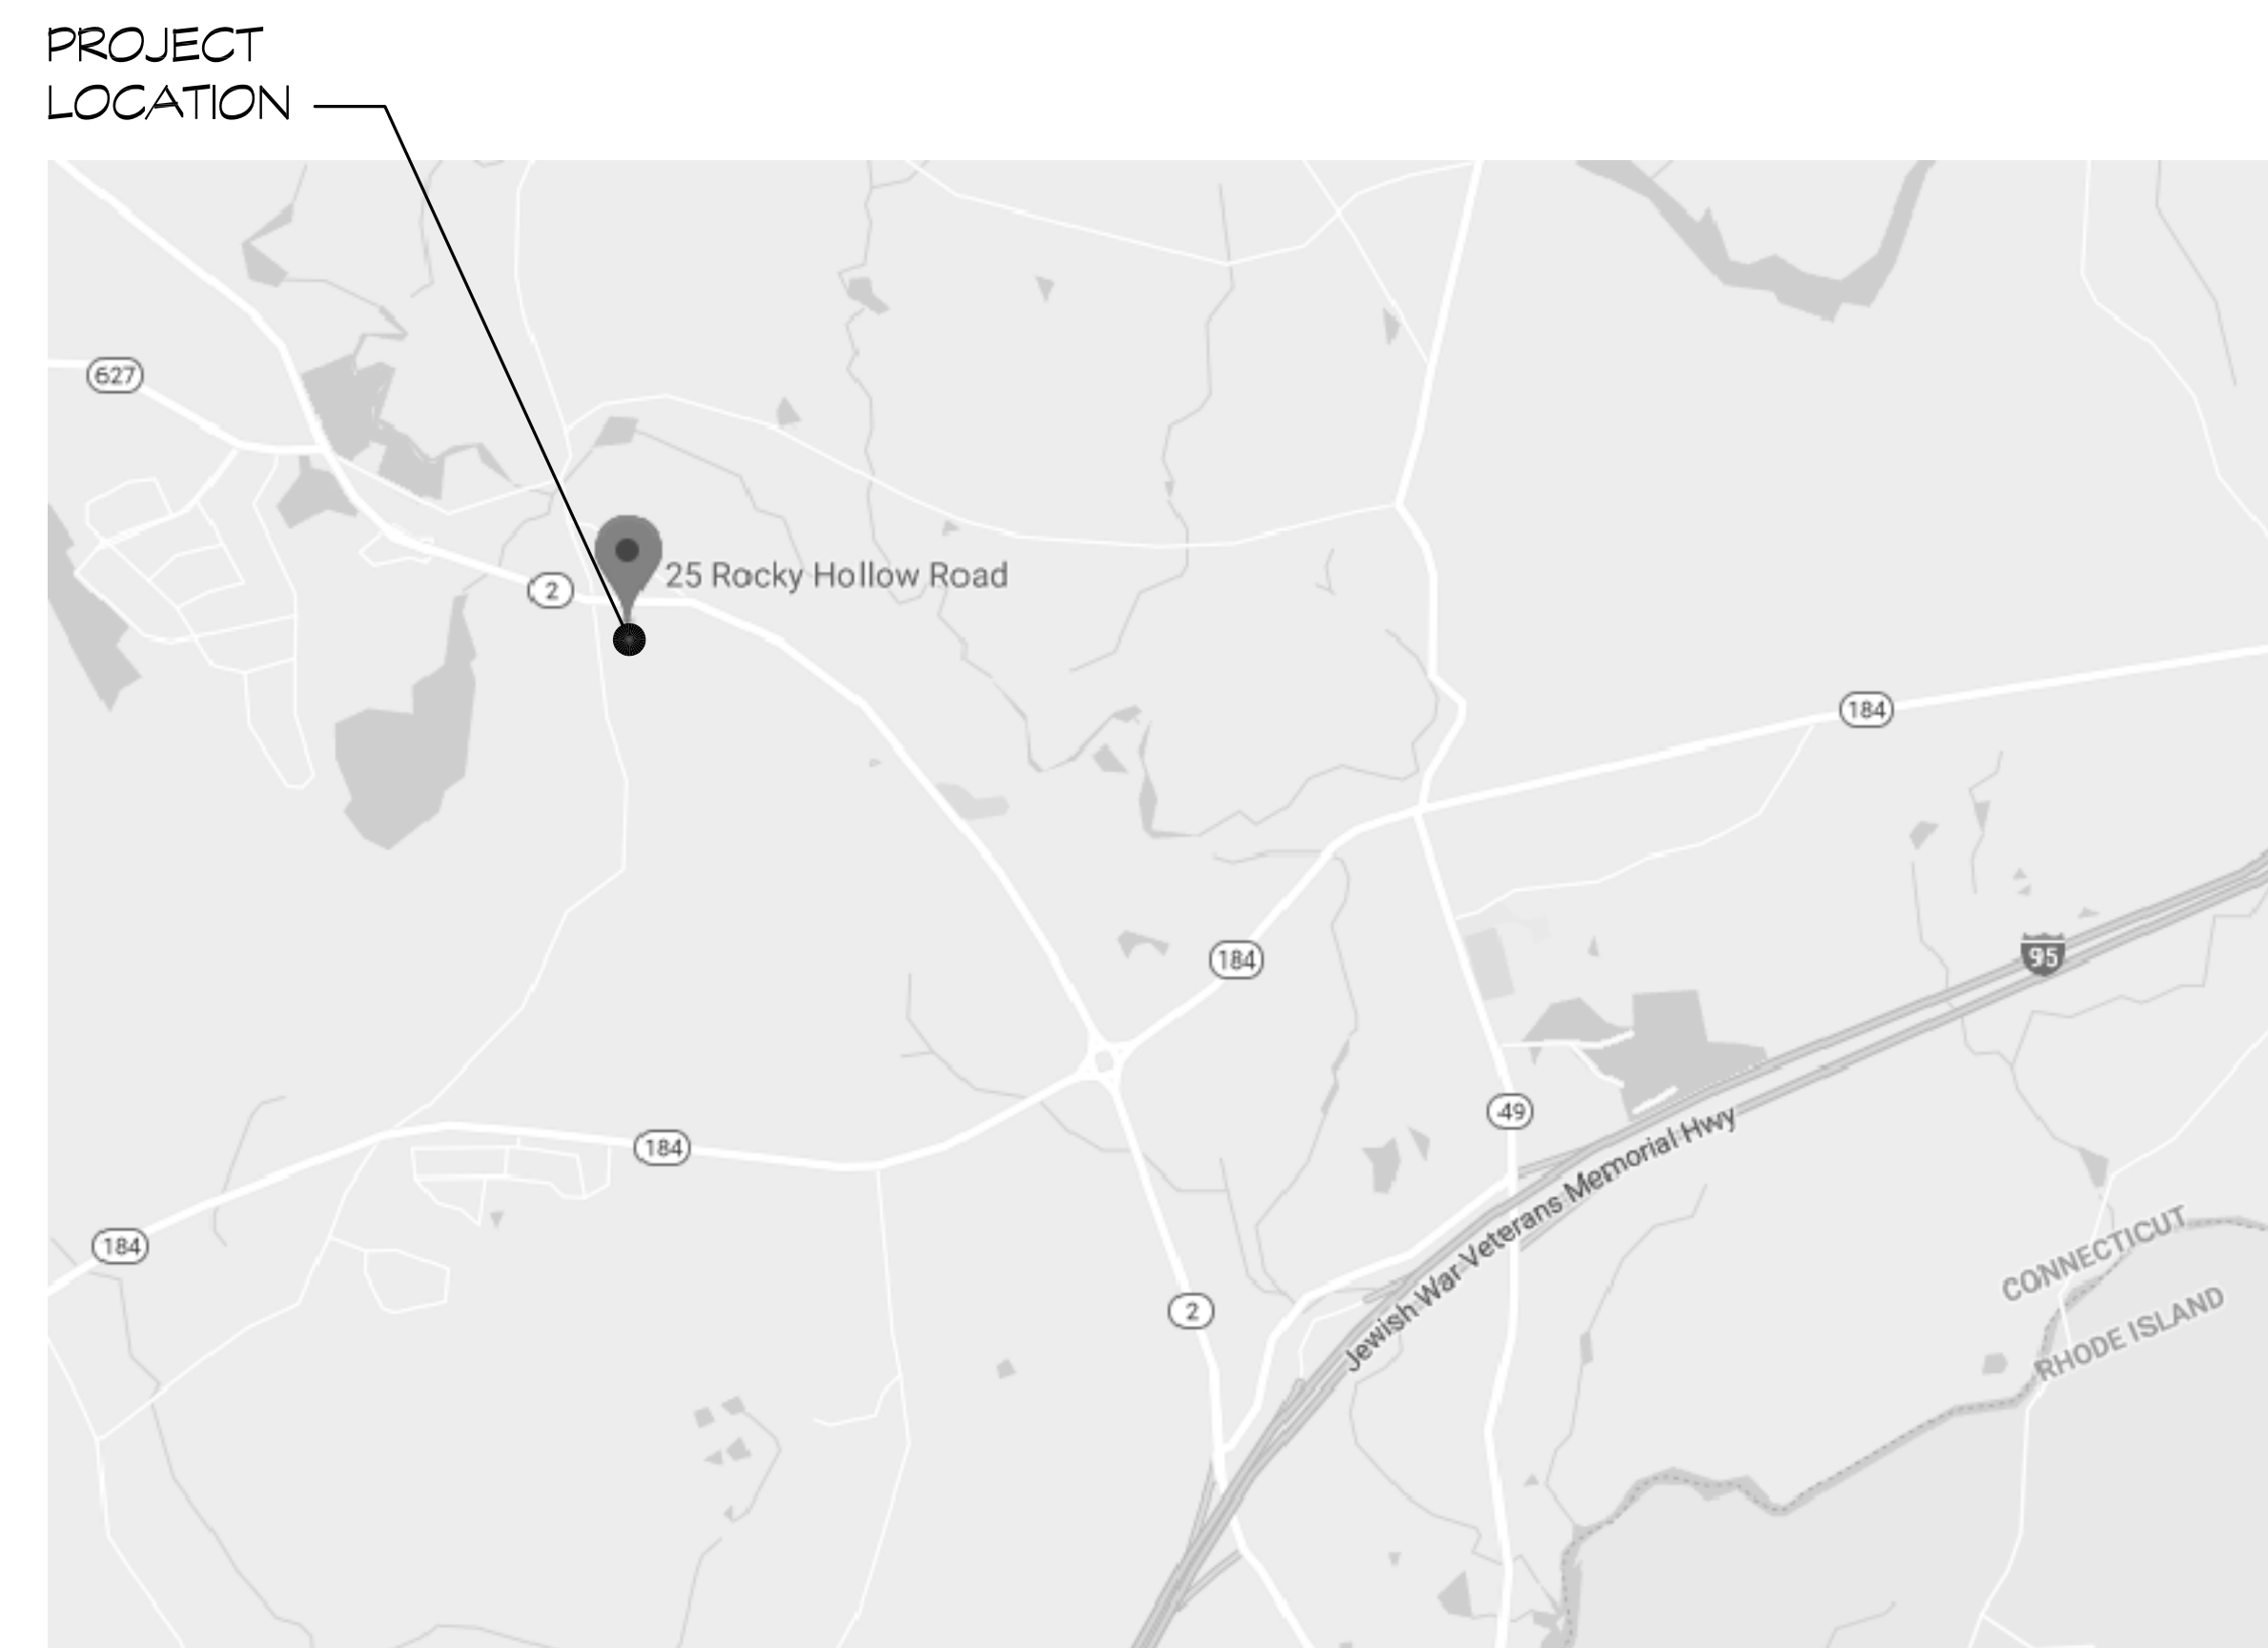 PROJECT
LOCATION
627
2
25 Rocky Hollow Road
184
184
95
49
184
Jewish War Veterans Memorial Hwy
184
CONNECTICUT
2
RHODE ISLAND